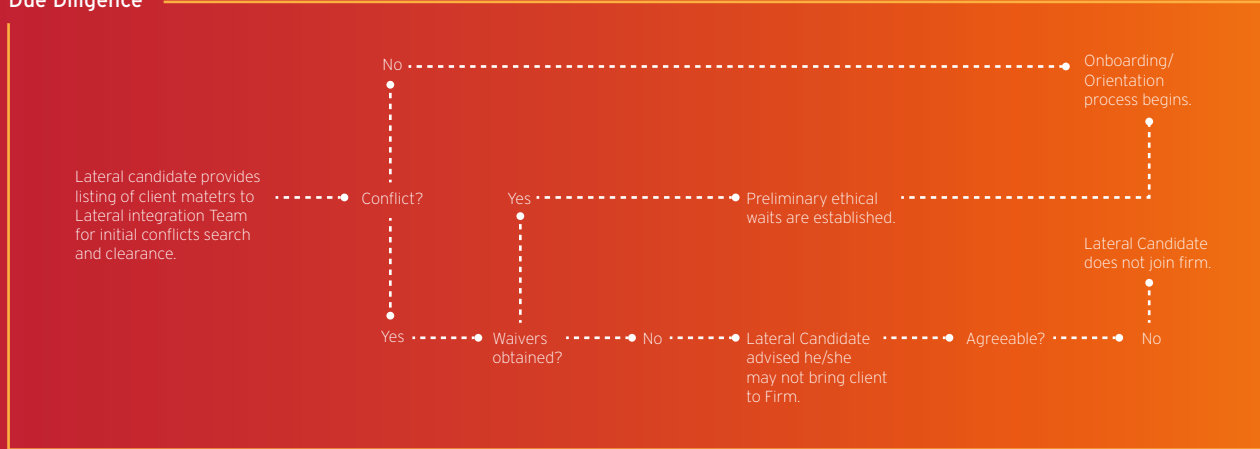 Due Diligence
No
Onboarding/
Orientation
process begins.
Lateral candidate provides
listing of client matetrs to
Lateral integration Team
for initial conflicts search
and clearance.
Conflict?
Yes
Preliminary ethical
waits are established.
Lateral Candidate
does not join firm.
Yes
Waivers
obtained?
No
Lateral Candidate
advised he/she
may not bring client
to Firm.
Agreeable?
No